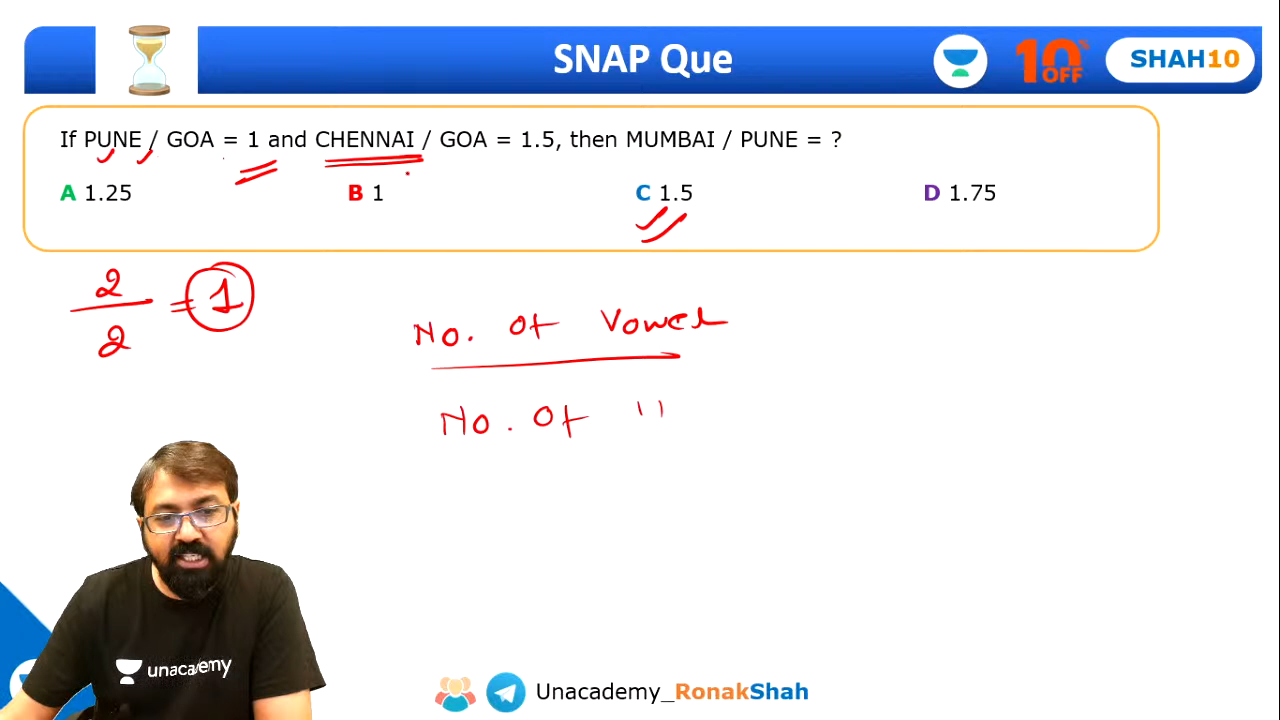 SNAP Que
10% OFF
SHAH10
If PUNE / GOA = 1 and CHENNAI / GOA = 1.5, then MUMBAI / PUNE = ?
A 1.25
B 1
C 1.5
D 1.75
2
2
= 1
No. Of Vowel
No. Of ''
unacademy
Unacademy_RonakShah